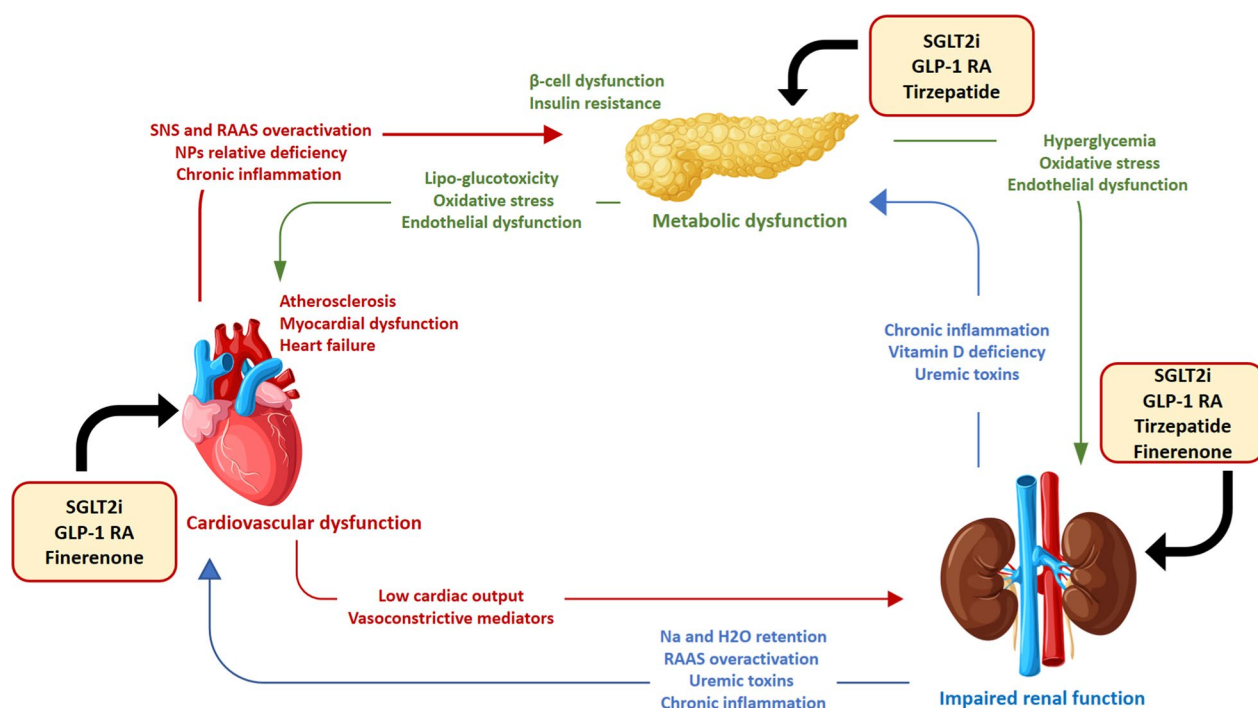 SGLT2i
GLP-1 RA
Tirzepatide
β-cell dysfunction
Insulin resistance
SNS and RAAS overactivation
NPs relative deficiency
Chronic inflammation
Hyperglycemia
Oxidative stress
Endothelial dysfunction
Lipo-glucotoxicity
Oxidative stress
Endothelial dysfunction
Metabolic dysfunction
Atherosclerosis
Myocardial dysfunction
Heart failure
Chronic inflammation
Vitamin D deficiency
Uremic toxins
SGLT2i
GLP-1 RA
Tirzepatide
Finerenone
SGLT2i
GLP-1 RA
Finerenone
Cardiovascular dysfunction
Low cardiac output
Vasoconstrictive mediators
Na and H2O retention
RAAS overactivation
Uremic toxins
Chronic inflammation
Impaired renal function